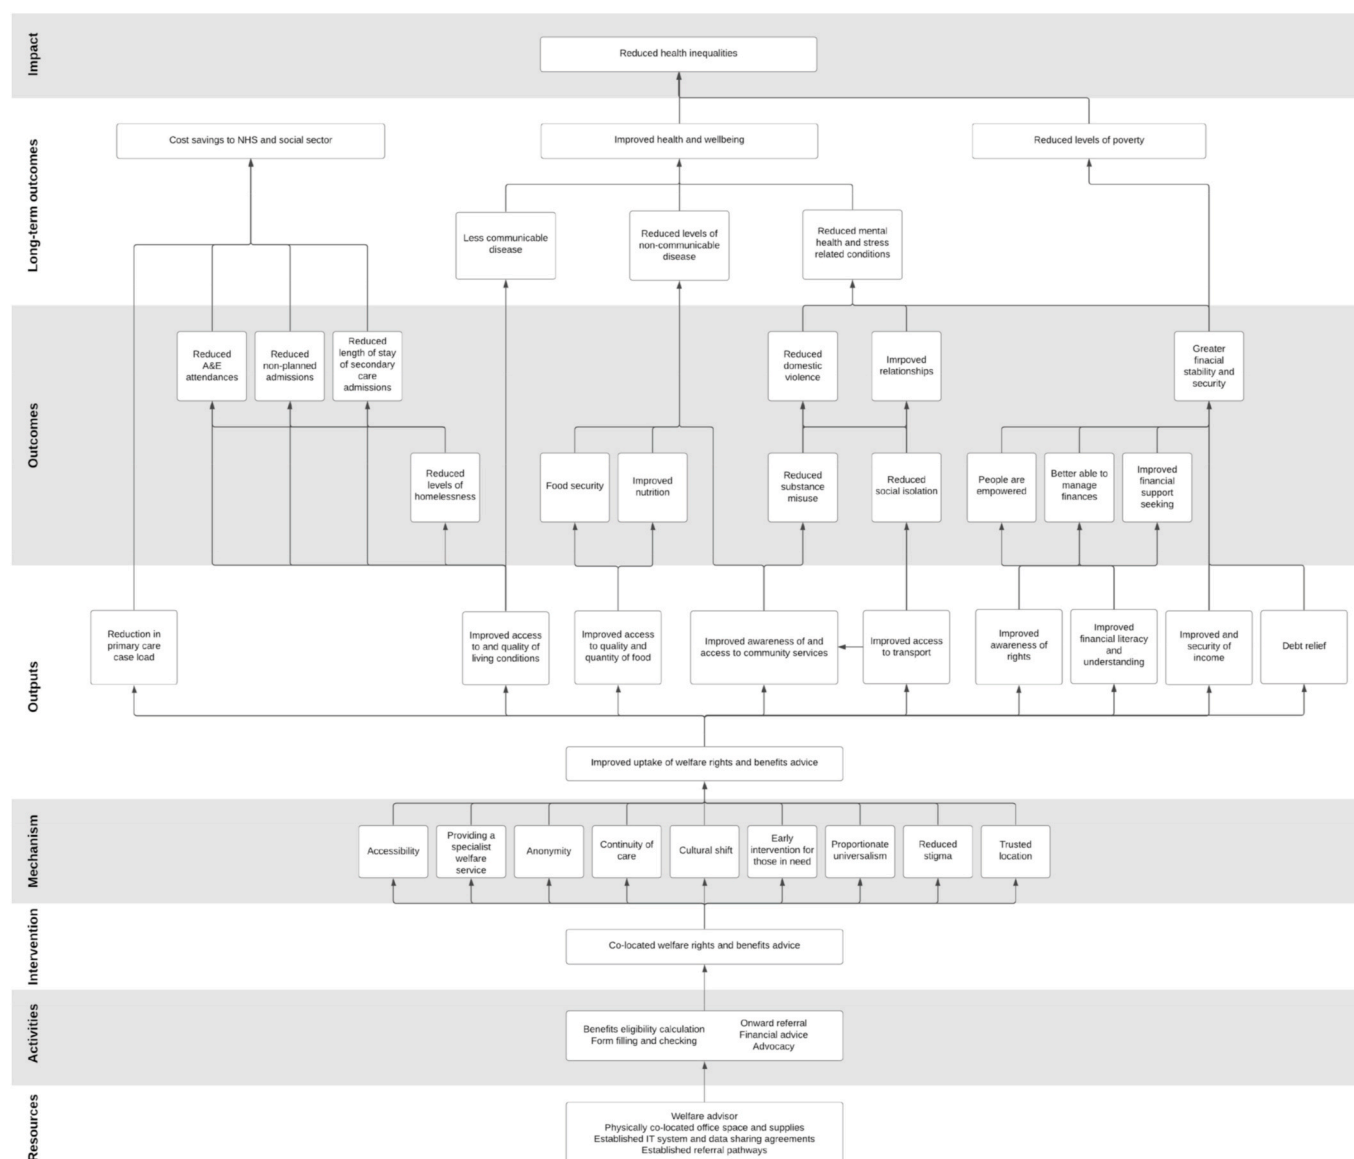 Impact
Reduced health inequalities
Long-term outcomes
Cost savings to NHS and social sector
Improved health and wellbeing
Reduced levels of poverty
Less communicable
disease
Reduced levels of
non-communicable
disease
Reduced mental
health and stress
related conditions
Outcomes
Reduced
A&E
attendances
Reduced
non-planned
admissions
Reduced
length of stay
of secondary
care
admissions
Reduced
domestic
violence
Imrpoved
relationships
Greater
finacial
stability and
security
Reduced
levels of
homelessness
Food security
Improved
nutrition
Reduced
substance
misuse
Reduced
social isolation
People are
empowered
Better able to
manage
finances
Improved
financial
support
seeking
Outputs
Reduction in
primary care
case load
Improved access
to and quality of
living conditions
Improved access
to quality and
quantity of food
Improved awareness of and
access to community services
Improved access
to transport
Improved
awareness of
rights
Improved
financial literacy
and
understanding
Improved and
security of
income
Debt relief
Improved uptake of welfare rights and benefits advice
Mechanism
Accessibility
Providing a
specialist
welfare
service
Anonymity
Continuity of
care
Cultural shift
Early
intervention for
those in need
Proportionate
universalism
Reduced
stigma
Trusted
location
Intervention
Co-located welfare rights and benefits advice
Activities
Benefits eligibility calculation
Form filling and checking
Onward referral
Financial advice
Advocacy
Resources
Welfare advisor
Physically co-located office space and supplies
Established IT system and data sharing agreements
Established referral pathways